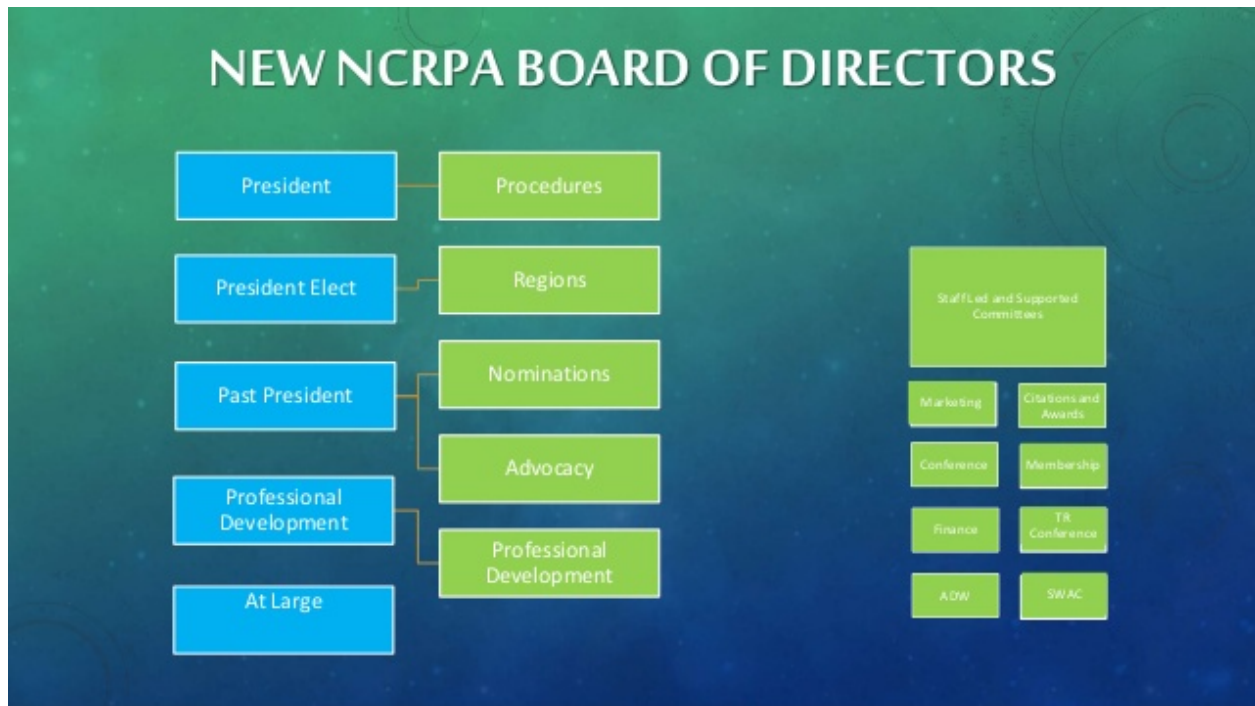 NEW NCRPA BOARD OF DIRECTORS
President
Procedures
President Elect
Regions
Past President
Nominations
Advocacy
Professional
Development
Professional
Development
At Large
Staff Led and Supported
Committees
Marketing
Citations and
Awards
Conference
Membership
Finance
TR
Conference
ADW
SWAC